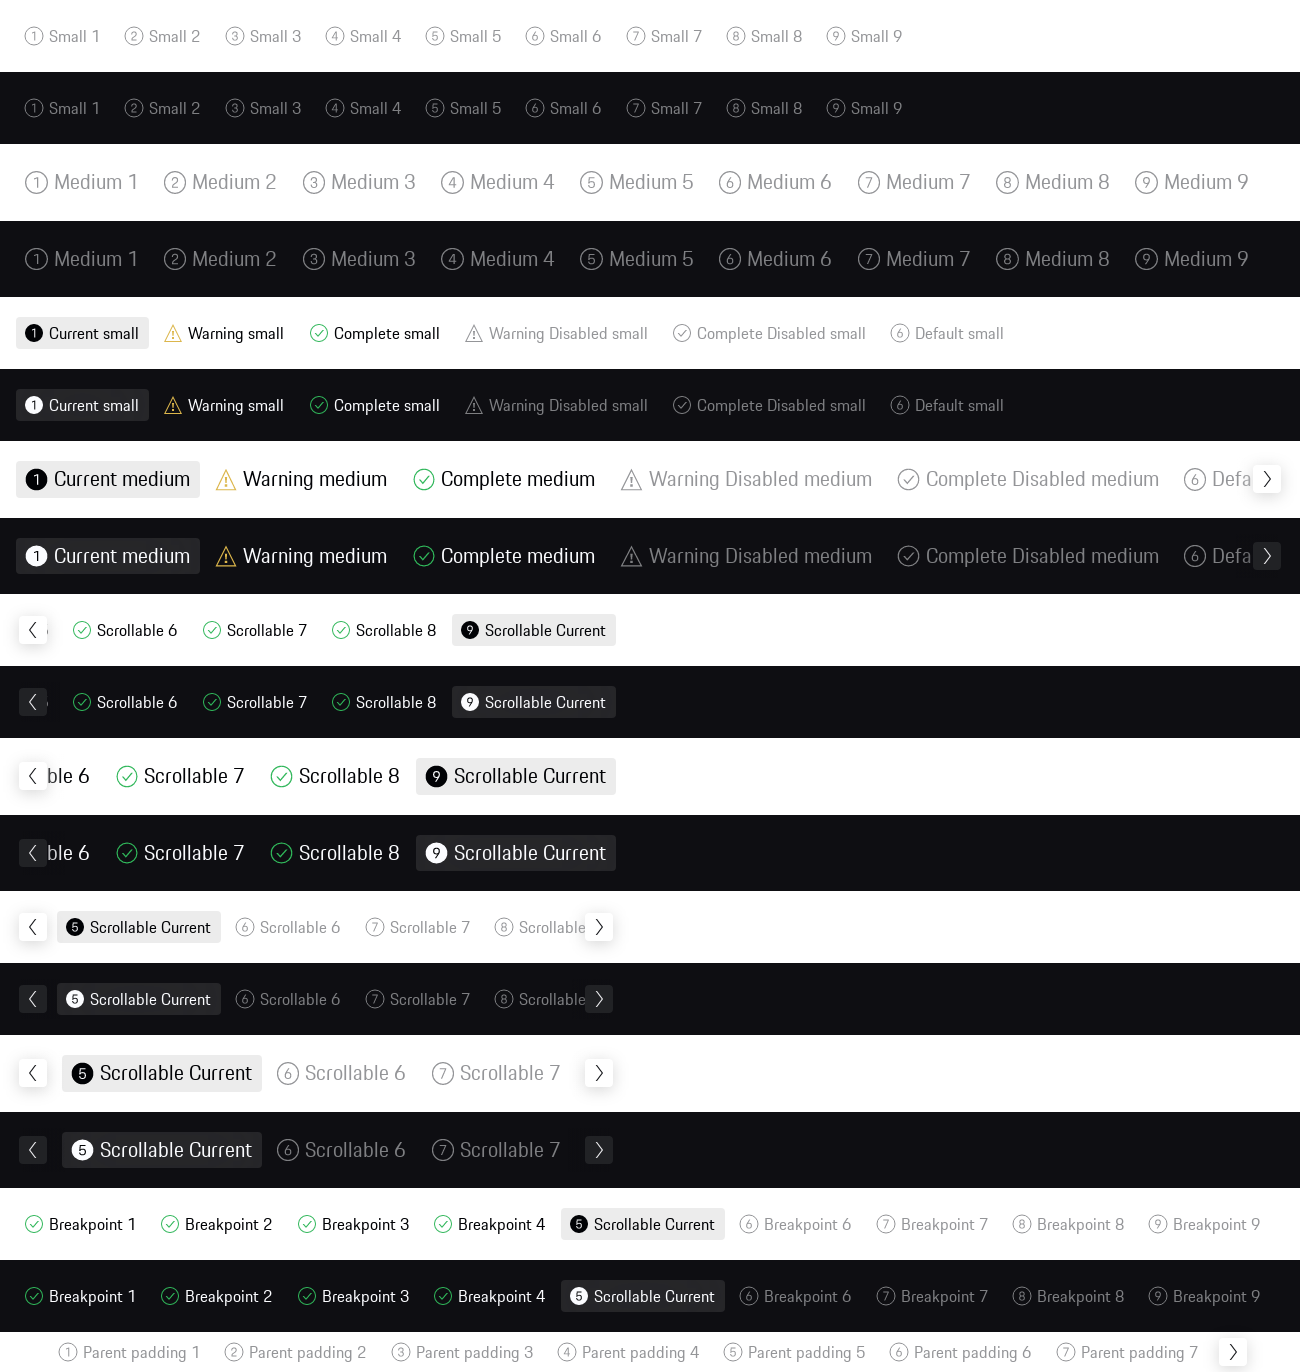 1 Small 1 2 Small 2 3 Small 3 4 Small 4 5 Small 5 6 Small 6 7 Small 7 8 Small 8 9 Small 9
1 Small 1 2 Small 2 3 Small 3 4 Small 4 5 Small 5 6 Small 6 7 Small 7 8 Small 8 9 Small 9
1 Medium 1 2 Medium 2 3 Medium 3 4 Medium 4 5 Medium 5 6 Medium 6 7 Medium 7 8 Medium 8 9 Medium 9
1 Medium 1 2 Medium 2 3 Medium 3 4 Medium 4 5 Medium 5 6 Medium 6 7 Medium 7 8 Medium 8 9 Medium 9
1 Current small Warning small Complete small Warning Disabled small Complete Disabled small 6 Default small
1 Current small Warning small Complete small Warning Disabled small Complete Disabled small 6 Default small
1 Current medium Warning medium Complete medium Warning Disabled medium Complete Disabled medium 6 Defa
1 Current medium Warning medium Complete medium Warning Disabled medium Complete Disabled medium 6 Defa
Scrollable 6 Scrollable 7 Scrollable 8 9 Scrollable Current
Scrollable 6 Scrollable 7 Scrollable 8 9 Scrollable Current
ble 6 Scrollable 7 Scrollable 8 9 Scrollable Current
ble 6 Scrollable 7 Scrollable 8 9 Scrollable Current
5 Scrollable Current 6 Scrollable 6 7 Scrollable 7 8 Scrollable
5 Scrollable Current 6 Scrollable 6 7 Scrollable 7 8 Scrollable
5 Scrollable Current 6 Scrollable 6 7 Scrollable 7
5 Scrollable Current 6 Scrollable 6 7 Scrollable 7
Breakpoint 1 Breakpoint 2 Breakpoint 3 Breakpoint 4 5 Scrollable Current 6 Breakpoint 6 7 Breakpoint 7 8 Breakpoint 8 9 Breakpoint 9
Breakpoint 1 Breakpoint 2 Breakpoint 3 Breakpoint 4 5 Scrollable Current 6 Breakpoint 6 7 Breakpoint 7 8 Breakpoint 8 9 Breakpoint 9
1 Parent padding 1 2 Parent padding 2 3 Parent padding 3 4 Parent padding 4 5 Parent padding 5 6 Parent padding 6 7 Parent padding 7